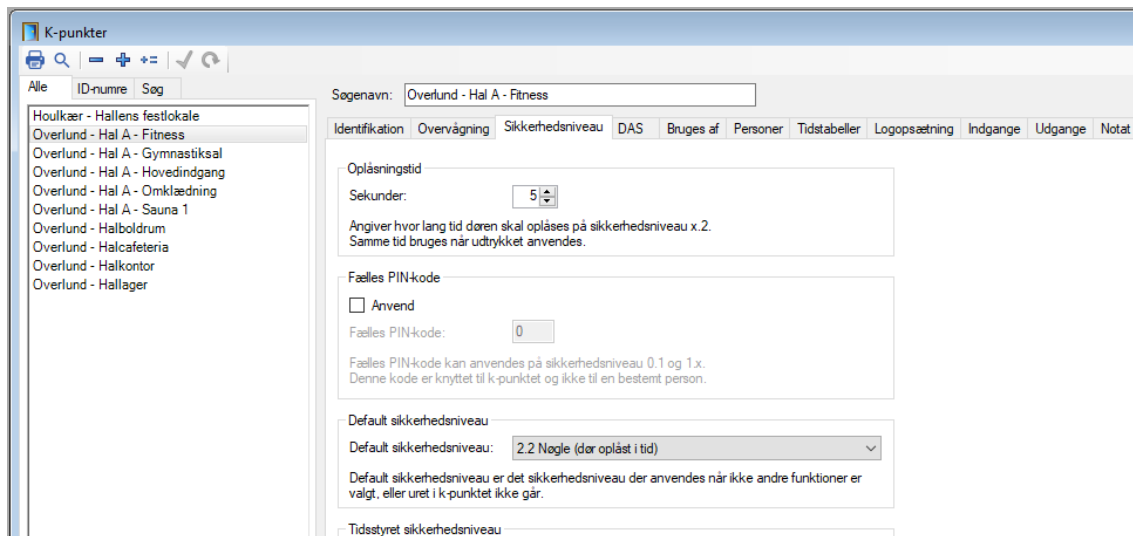 K-punkter
Alle ID-numre Søg
Houlkær - Hallens festlokale
Overlund - Hal A - Fitness
Overlund - Hal A - Gymnastiksal
Overlund - Hal A - Hovedindgang
Overlund - Hal A - Omklædning
Overlund - Hal A - Sauna 1
Overlund - Halboldrum
Overlund - Halcafeteria
Overlund - Halkontor
Overlund - Hallager
Søgenavn: Overlund - Hal A - Fitness
Identifikation Overvågning Sikkerhedsniveau DAS Bruges af Personer Tidstabeller Logopsætning Indgange Udgange Notat
Oplåsningstid
Sekunder: 5
Angiver hvor lang tid døren skal oplåses på sikkerhedsniveau x.2.
Samme tid bruges når udtrykket anvendes.
Fælles PIN-kode
Anvend
Fælles PIN-kode: 0
Fælles PIN-kode kan anvendes på sikkerhedsniveau 0.1 og 1.x.
Denne kode er knyttet til k-punktet og ikke til en bestemt person.
Default sikkerhedsniveau
Default sikkerhedsniveau: 2.2 Nøgle (dør oplåst i tid)
Default sikkerhedsniveau er det sikkerhedsniveau der anvendes når ikke andre funktioner er
valgt, eller uret i k-punktet ikke går.
Tidsstyret sikkerhedsniveau